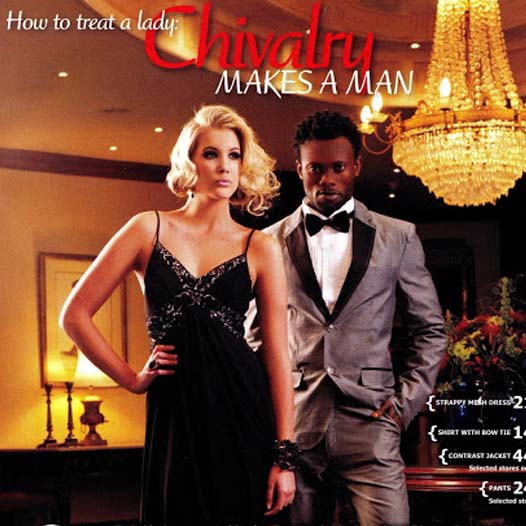 How to treat a lady:
Chivalry
MAKES A MAN
{ STRAPPY MESH DRESS
{ SHIRT WITH BOW TIE
{ CONTRAST JACKET
Selected stores
{ PANTS
Selected